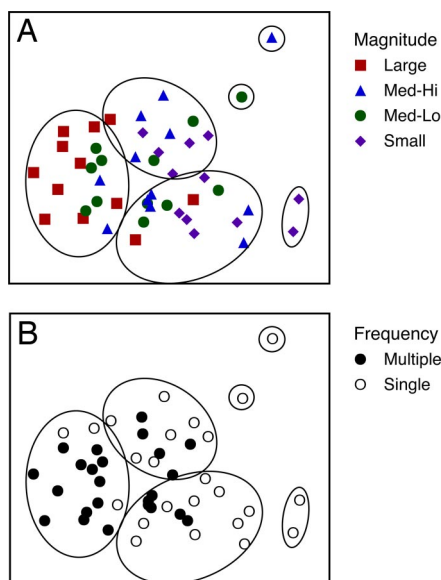 A
Magnitude
Large
Med-Hi
Med-Lo
Small
B
Frequency
Multiple
Single